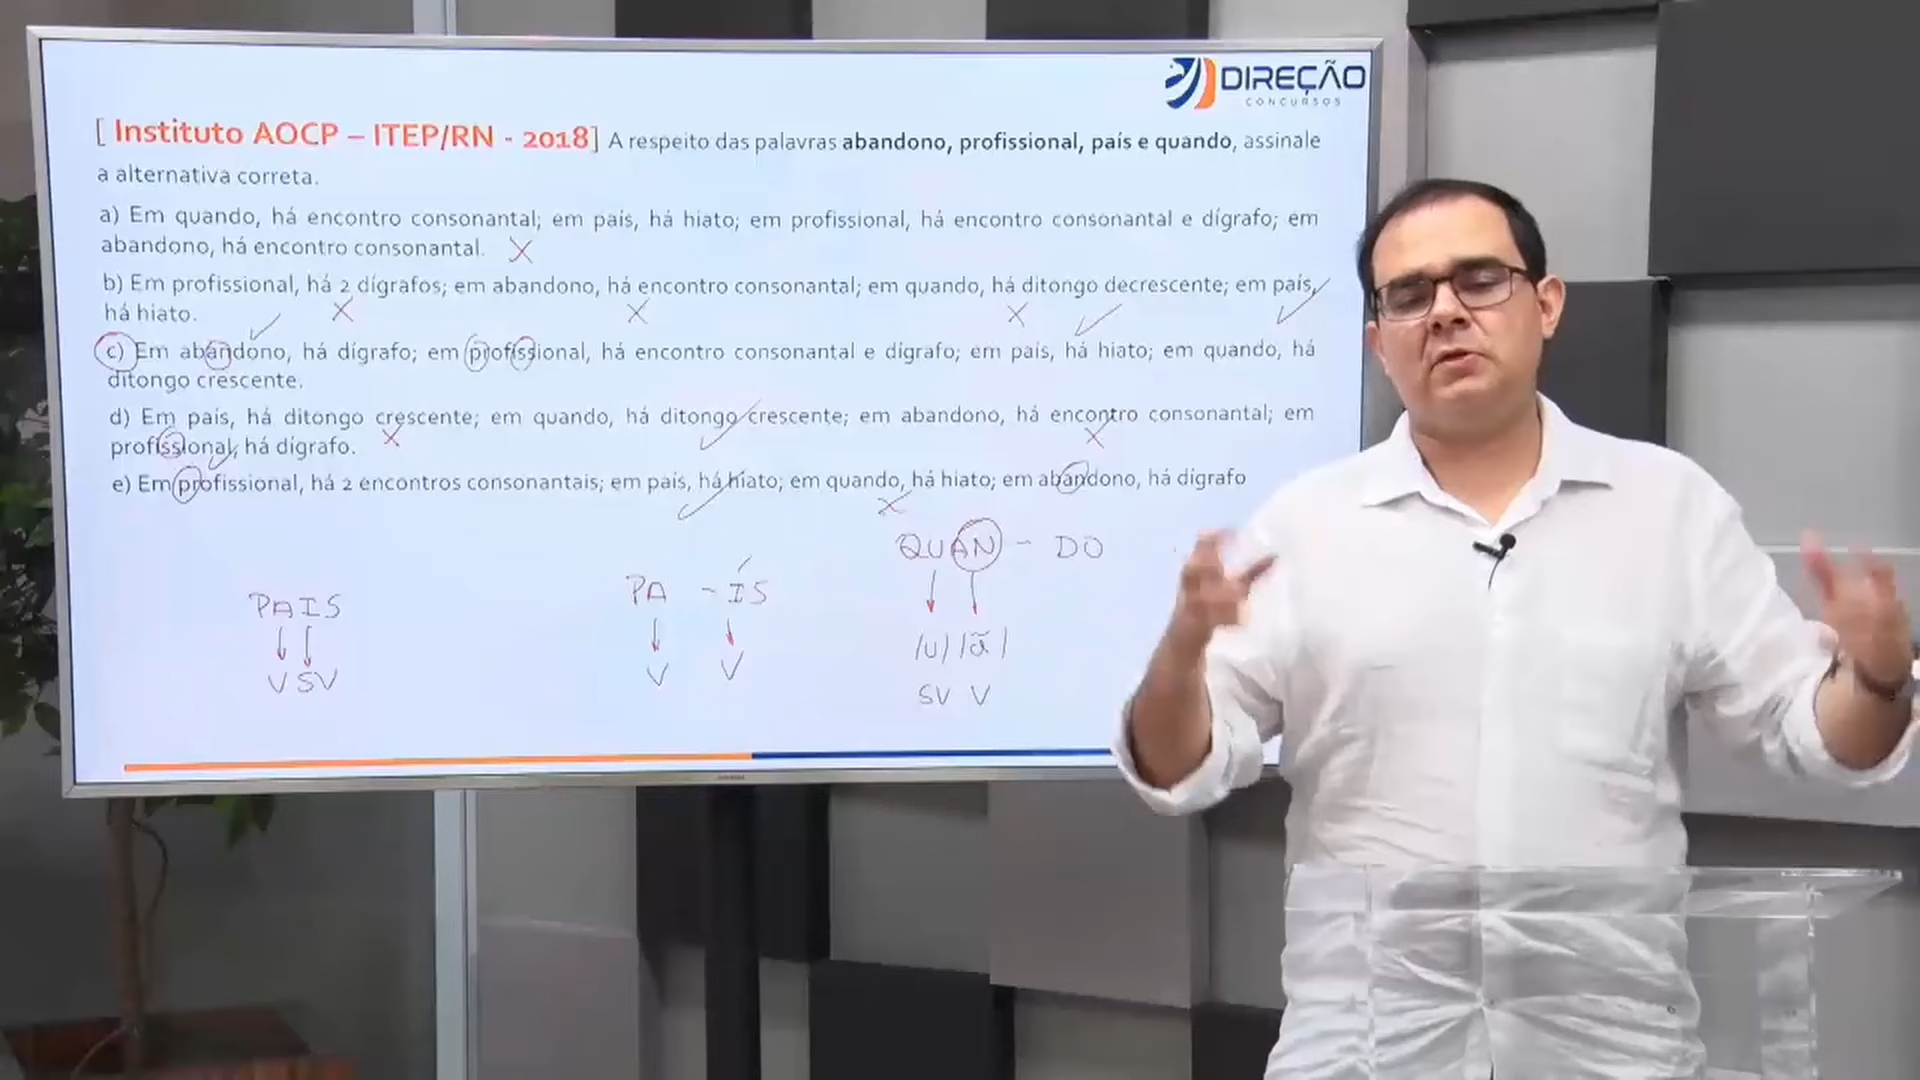 DIREÇÃO
CONCURSOS
[ Instituto AOCP – ITEP/RN - 2018] A respeito das palavras abandono, profissional, país e quando, assinale
a alternativa correta.
a) Em quando, há encontro consonantal; em país, há hiato; em profissional, há encontro consonantal e dígrafo; em
abandono, há encontro consonantal.
b) Em profissional, há 2 dígrafos; em abandono, há encontro consonantal; em quando, há ditongo decrescente; em país,
há hiato.
c) Em abandono, há dígrafo; em profissional, há encontro consonantal e dígrafo; em país, há hiato; em quando, há
ditongo crescente.
d) Em país, há ditongo crescente; em quando, há ditongo crescente; em abandono, há encontro consonantal; em
profissional, há dígrafo.
e) Em profissional, há 2 encontros consonantais; em país, há hiato; em quando, há hiato; em abandono, há dígrafo
QUAN - DO
PAIS
PA - ÍS
/U/ /ã/
V SV
V V
SV V